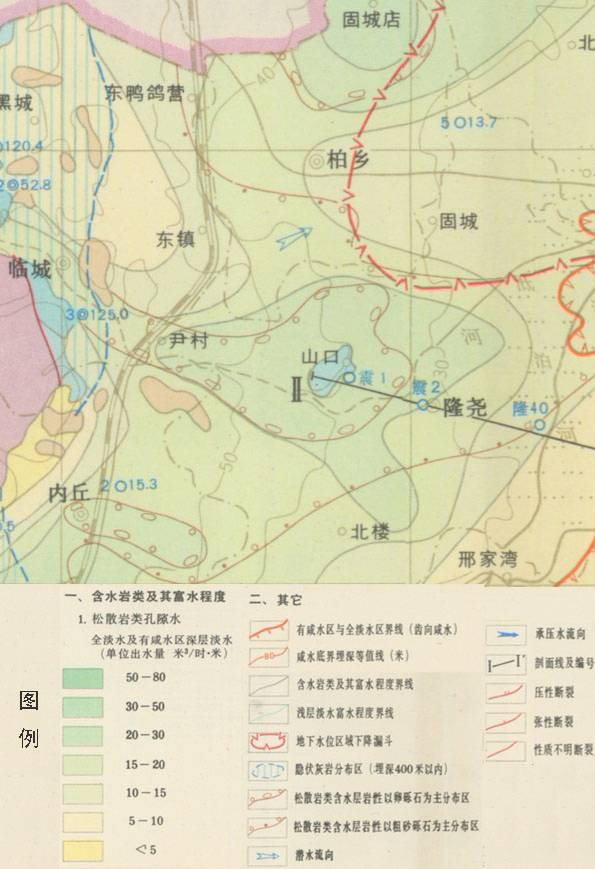 固城店
北
40
东鸭鸽营
黑城
5 13.7
120.4
柏乡
2 52.8
固城
东镇
临城
3 125.0
河
尹村
泜
泊
山口
30
Ⅱ
震1
震2
隆尧
隆40
河
50
内丘
2 15.3
北楼
邢家湾
图例
一、含水岩类及其富水程度
1. 松散岩类孔隙水
全淡水及有咸水区深层淡水
(单位出水量 米³/时·米)
50－80
30－50
20－30
15－20
10－15
5－10
<5
二、其它
有咸水区与全淡水区界线(齿向咸水)
80
咸水底界埋深等值线(米)
含水岩类及其富水程度界线
浅层淡水富水程度界线
地下水位区域下降漏斗
隐伏灰岩分布区(埋深400米以内)
松散岩类含水层岩性以卵砾石为主分布区
松散岩类含水层岩性以粗砂砾石为主分布区
潜水流向
承压水流向
I I′
剖面线及编号
压性断裂
张性断裂
性质不明断裂